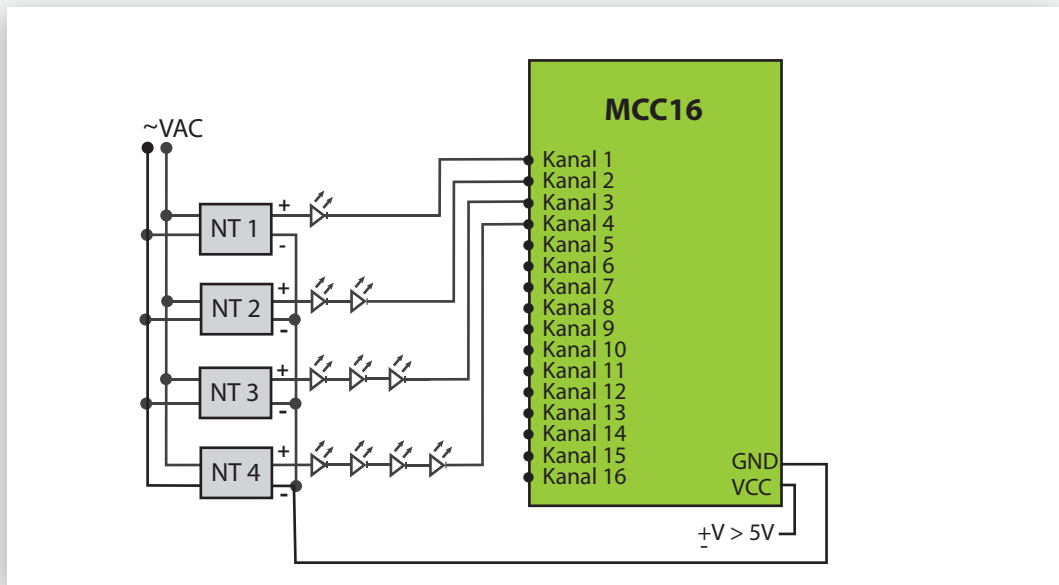 MCC16
~VAC
Kanal 1
Kanal 2
Kanal 3
Kanal 4
Kanal 5
Kanal 6
Kanal 7
Kanal 8
Kanal 9
Kanal 10
Kanal 11
Kanal 12
Kanal 13
Kanal 14
Kanal 15
Kanal 16
+
NT 1
-
+
NT 2
-
+
NT 3
-
+
NT 4
-
GND
VCC
±V > 5V